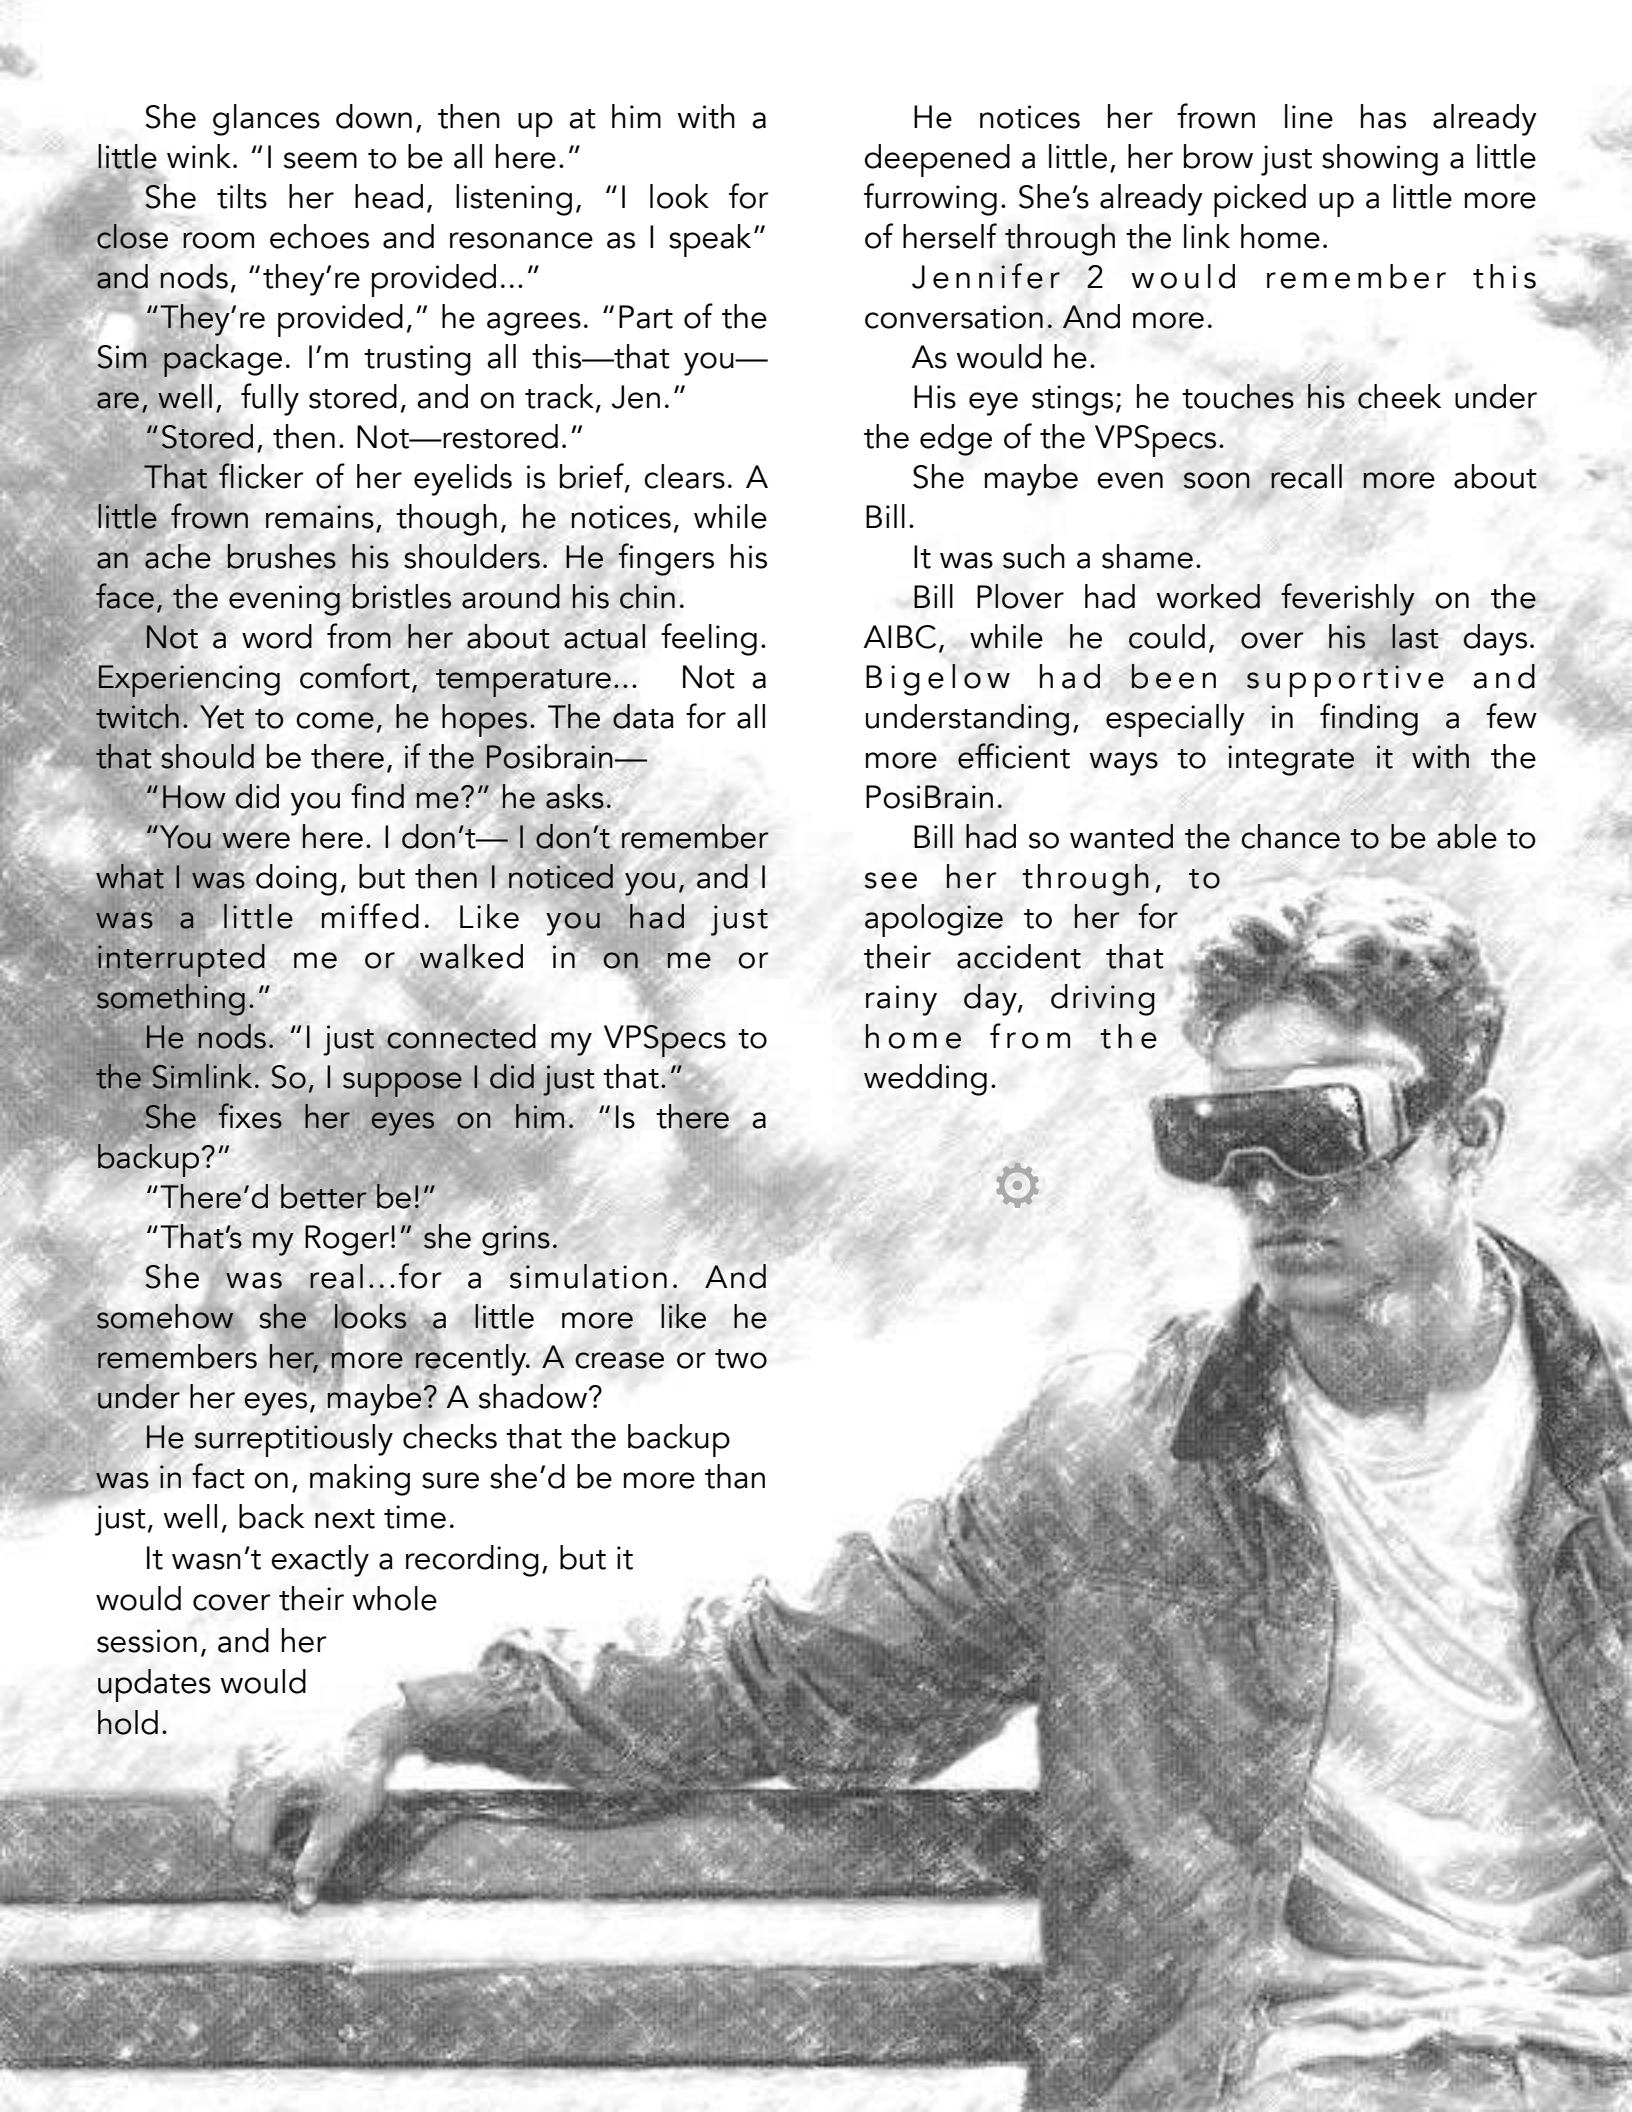 She glances down, then up at him with a
little wink. “I seem to be all here.”
She tilts her head, listening, “I look for
close room echoes and resonance as I speak”
and nods, “they’re provided...”
“They’re provided,” he agrees. “Part of the
Sim package. I’m trusting all this—that you—
are, well,  fully stored, and on track, Jen.”
“Stored, then. Not—restored.”
That flicker of her eyelids is brief, clears. A
little frown remains, though, he notices, while
an ache brushes his shoulders. He fingers his
face, the evening bristles around his chin.
Not a word from her about actual feeling.
Experiencing comfort, temperature...  Not a
twitch. Yet to come, he hopes. The data for all
that should be there, if the Posibrain—
“How did you find me?” he asks.
“You were here. I don’t— I don’t remember
what I was doing, but then I noticed you, and I
was a little miffed. Like you had just
interrupted me or walked in on me or
something.”
He nods. “I just connected my VPSpecs to
the Simlink. So, I suppose I did just that.”
She fixes her eyes on him. “Is there a
backup?”
“There’d better be!”
“That’s my Roger!” she grins.
She was real…for a simulation. And
somehow she looks a little more like he
remembers her, more recently. A crease or two
under her eyes, maybe? A shadow?
He surreptitiously checks that the backup
was in fact on, making sure she’d be more than
just, well, back next time.
It wasn’t exactly a recording, but it
would cover their whole
session, and her
updates would
hold.
He notices her frown line has already
deepened a little, her brow just showing a little
furrowing. She’s already picked up a little more
of herself through the link home.
Jennifer 2 would remember this
conversation. And more.
As would he.
His eye stings; he touches his cheek under
the edge of the VPSpecs.
She maybe even soon recall more about
Bill.
It was such a shame.
Bill Plover had worked feverishly on the
AIBC, while he could, over his last days.
Bigelow had been supportive and
understanding, especially in finding a few
more efficient ways to integrate it with the
PosiBrain.
Bill had so wanted the chance to be able to
see her through, to
apologize to her for
their accident that
rainy day, driving
home from the
wedding.